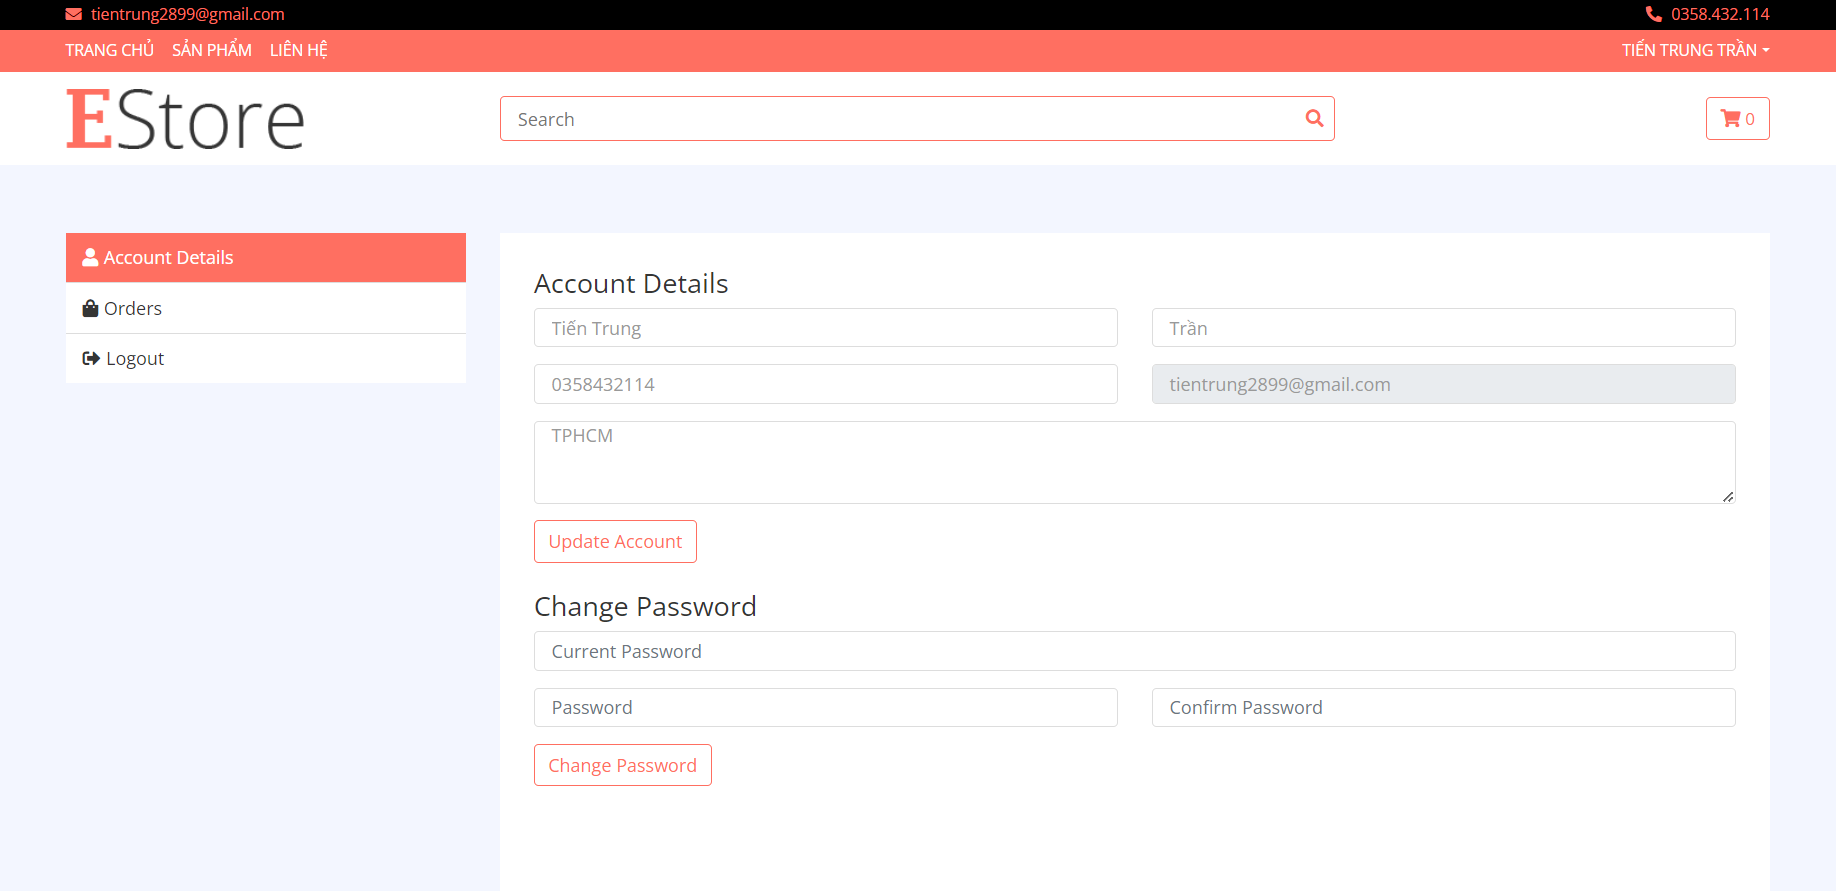 tientrung2899@gmail.com 0358.432.114
TRANG CHỦ SẢN PHẨM LIÊN HỆ TIẾN TRUNG TRẦN
EStore Search 0
Account Details
Orders
Logout
Account Details
Tiến Trung Trần
0358432114 tientrung2899@gmail.com
TPHCM
Update Account
Change Password
Current Password
Password Confirm Password
Change Password